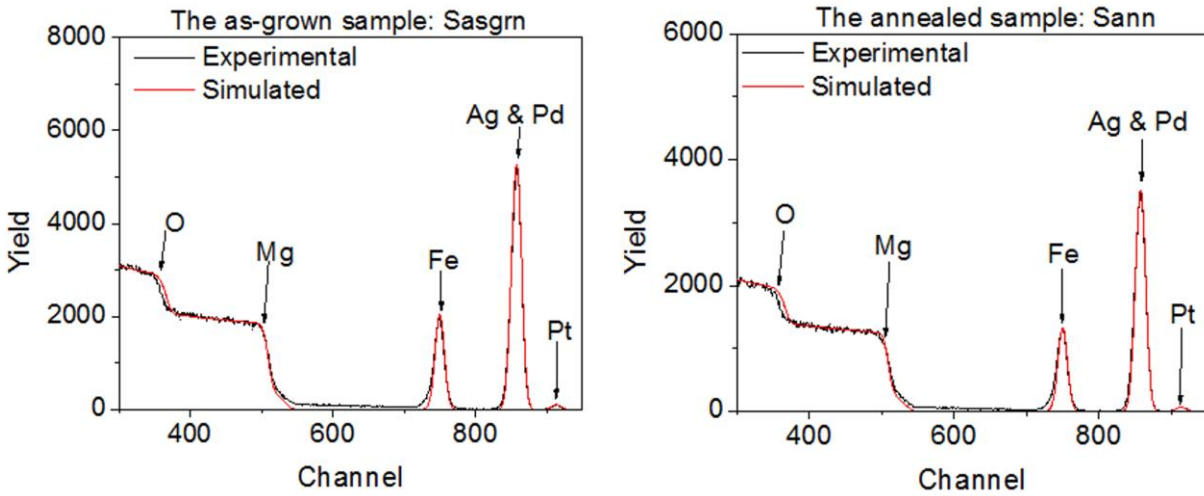 The as-grown sample: Sasgrn
8000
Experimental
Simulated
Ag & Pd
6000
Yield
4000
O
Mg
Fe
2000
Pt
0
400
600
800
Channel
The annealed sample: Sann
6000
Experimental
Simulated
Ag & Pd
4000
Yield
O
Mg
Fe
2000
Pt
0
400
600
800
Channel